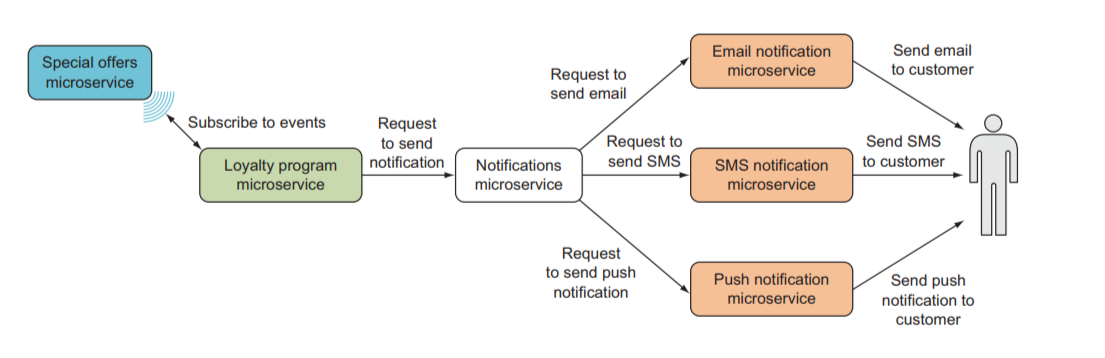 Special offers
microservice
Subscribe to events
Loyalty program
microservice
Request
to send
notification
Notifications
microservice
Request to
send email
Request to
send SMS
Request
to send push
notification
Email notification
microservice
SMS notification
microservice
Push notification
microservice
Send email
to customer
Send SMS
to customer
Send push
notification to
customer